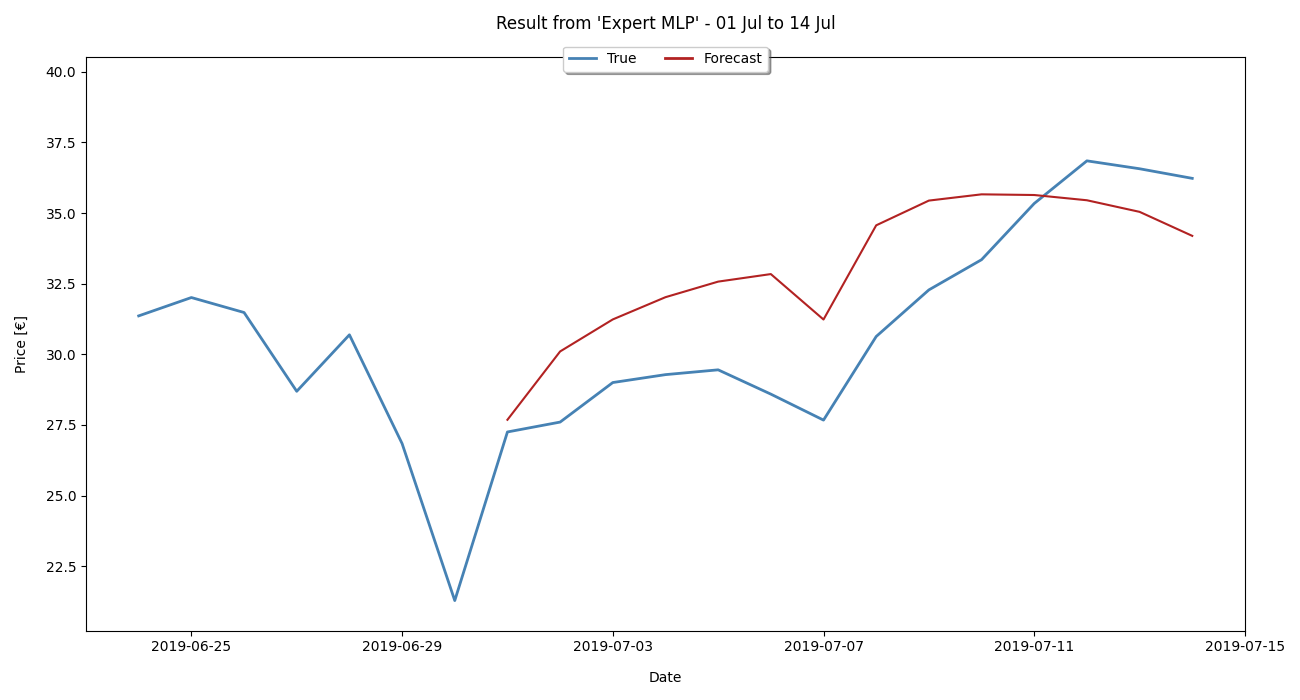 Result from 'Expert MLP' - 01 Jul to 14 Jul
True Forecast
40.0
37.5
35.0
32.5
30.0
27.5
25.0
22.5
Price [€]
2019-06-25 2019-06-29 2019-07-03 2019-07-07 2019-07-11 2019-07-15
Date